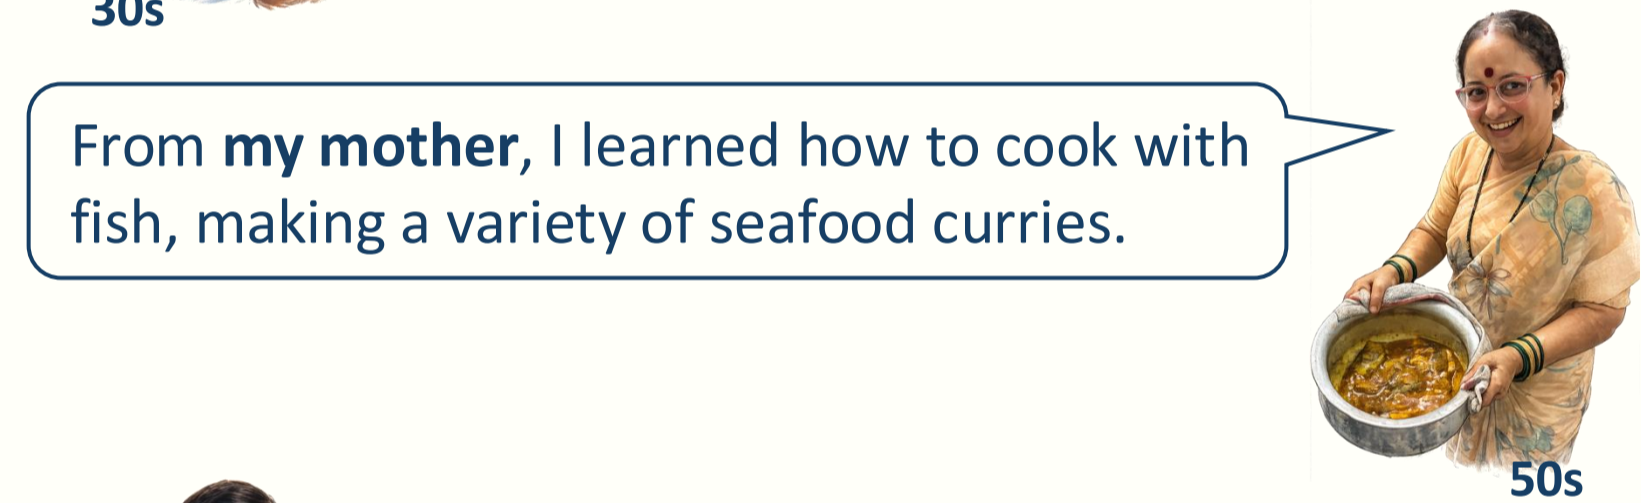 30s
From my mother, I learned how to cook with
fish, making a variety of seafood curries.
50s